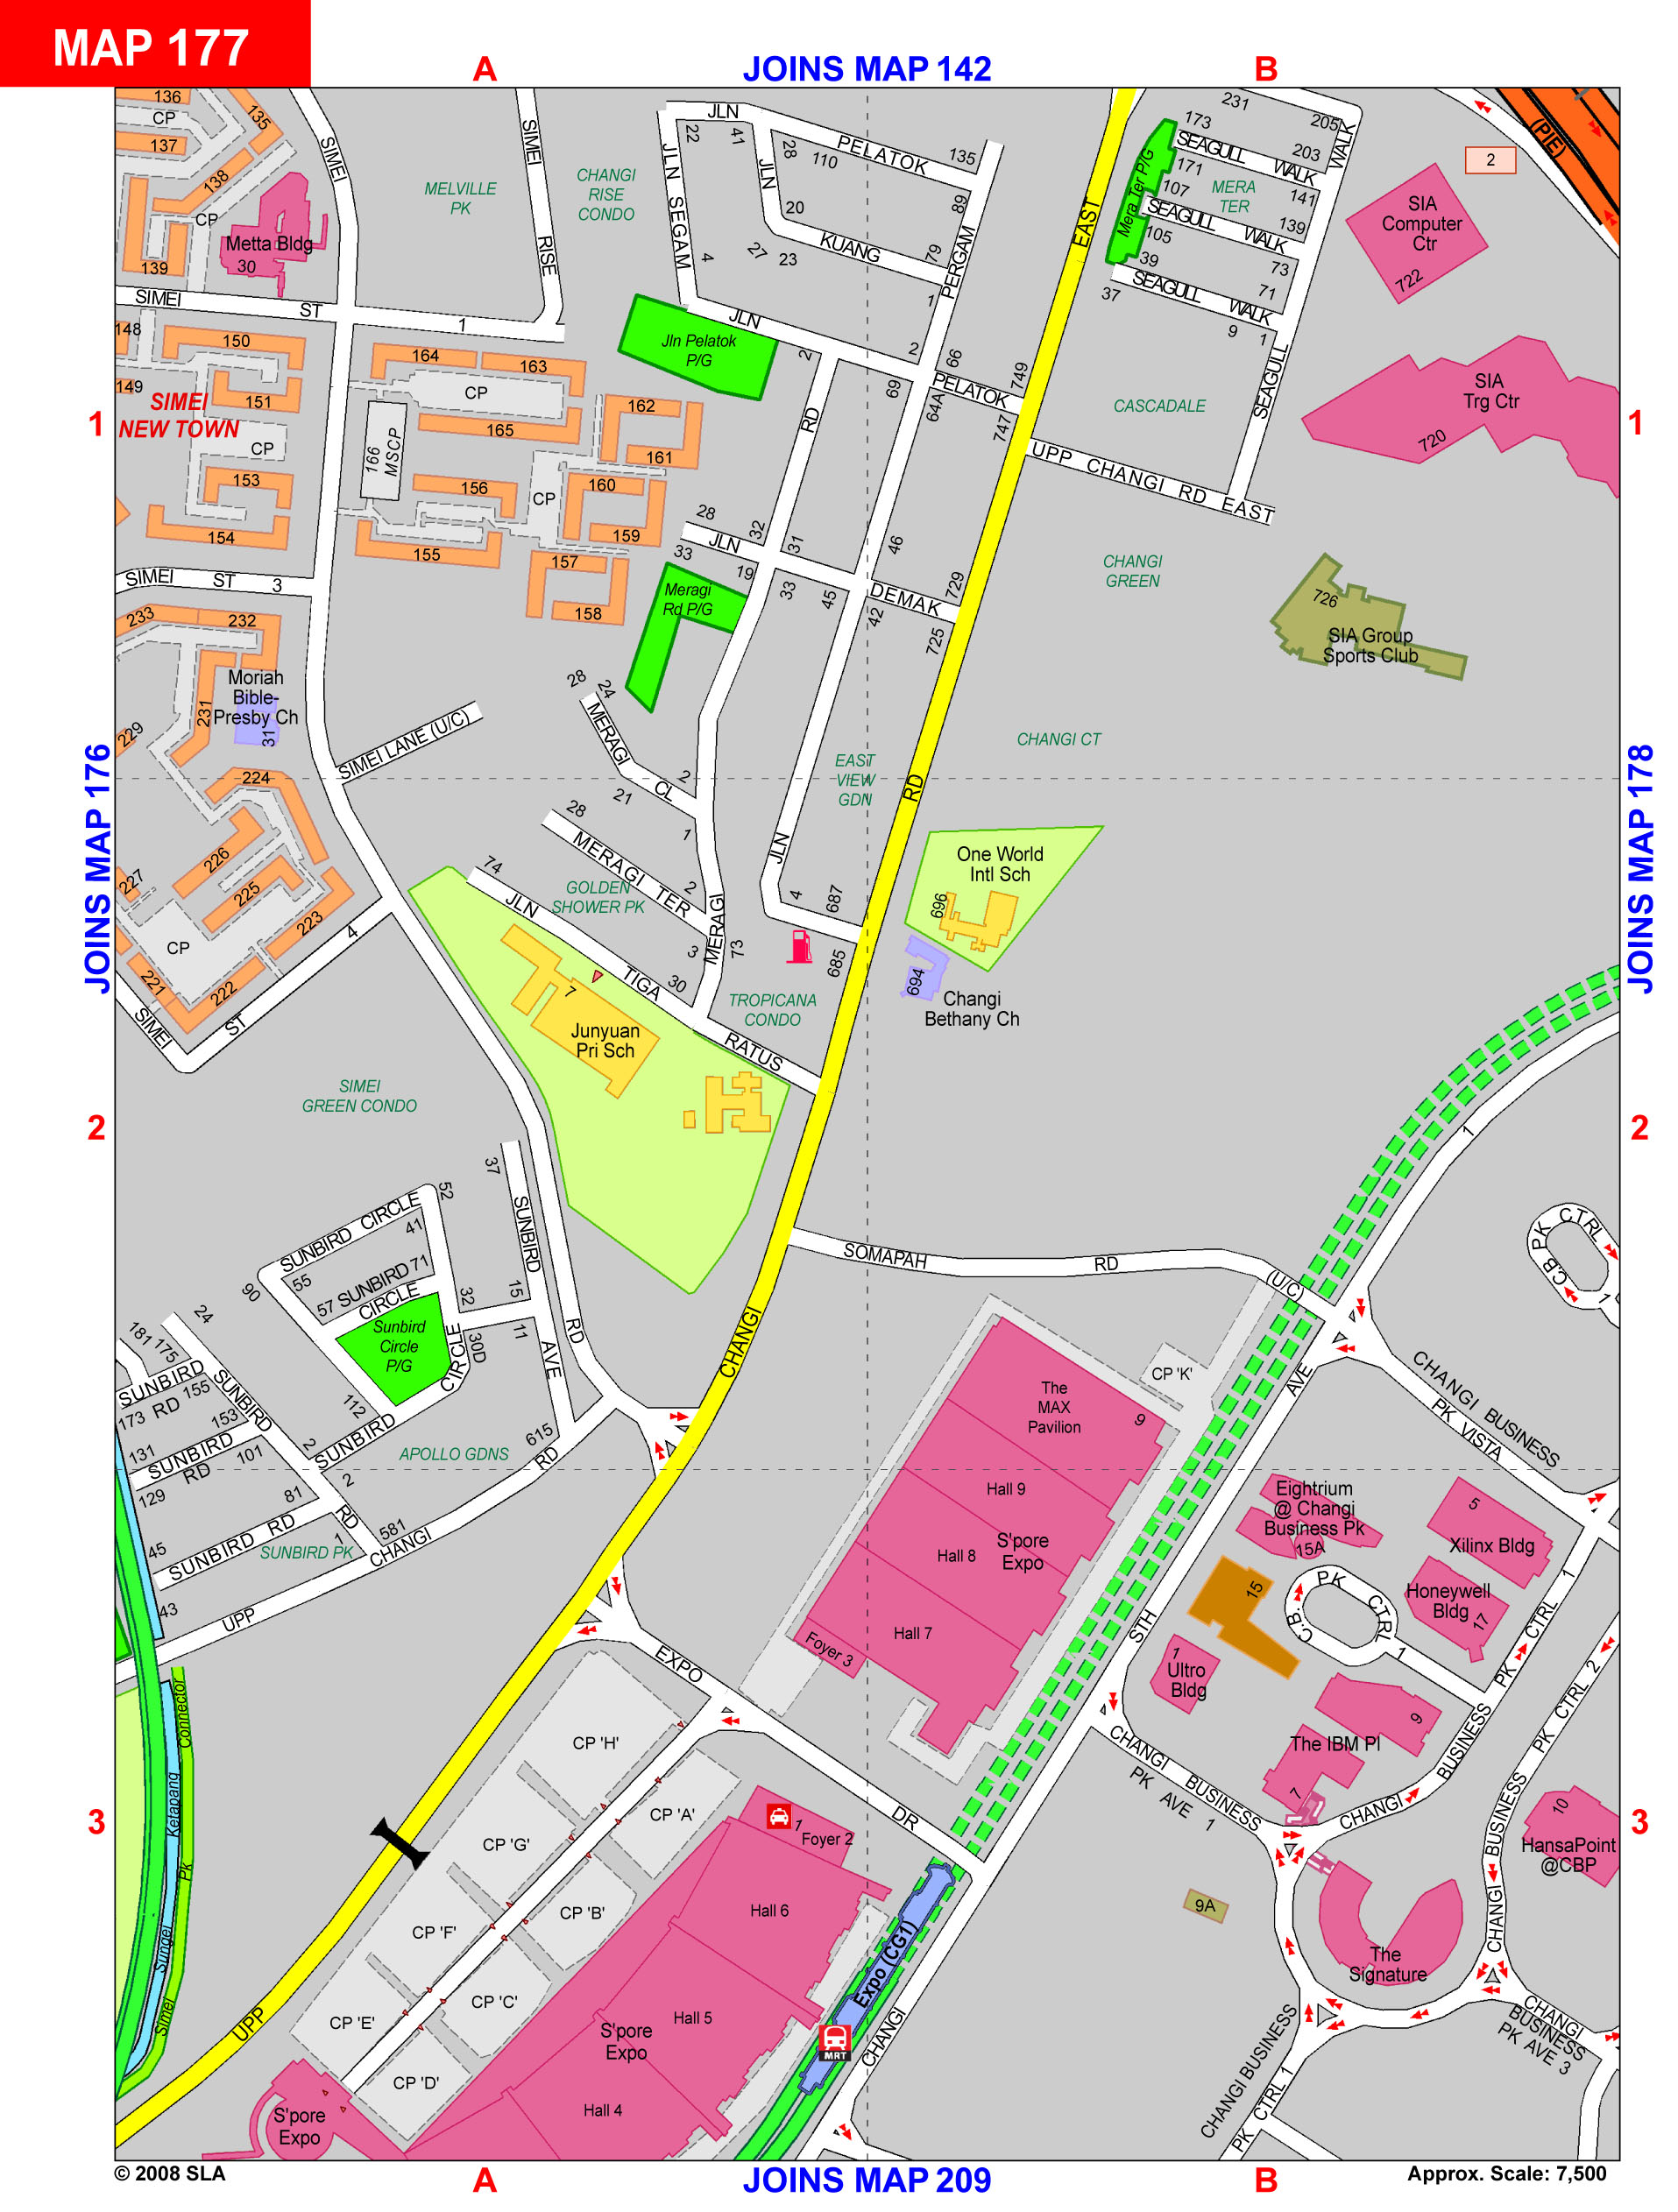 MAP 177
A
JOINS MAP 142
B
136
CP
135
137
138
CP
139
Metta Bldg
30
SIMEI
SIMEI
RISE
MELVILLE
PK
CHANGI
RISE
CONDO
JLN
22
41
JLN SEGAM
4
JLN
28
110
PELATOK
135
20
KUANG
27
23
89
79
1
PERGAM
EAST
Mera Ter P/G
231
205
WALK
173
SEAGULL WALK
203
171
107
MERA
TER
141
SEAGULL WALK
139
105
39
73
SEAGULL WALK
71
37
9
1
SEAGULL
(PIE)
2
SIA
Computer
Ctr
722
SIA
Trg Ctr
720
SIMEI
ST
1
148
150
149
151
SIMEI
NEW TOWN
CP
153
154
164
163
CP
165
166
MSCP
162
161
156
CP
160
159
155
157
158
Jln Pelatok
P/G
JLN
2
2
66
69
64A
PELATOK
749
747
CASCADALE
UPP CHANGI RD EAST
RD
28
JLN
33
32
31
19
33
45
46
42
DEMAK
729
725
Meragi
Rd P/G
CHANGI
GREEN
726
SIA Group
Sports Club
SIMEI ST 3
233
232
Moriah
Bible-
Presby Ch
31
231
229
SIMEI LANE (U/C)
28
24
MERAGI
CL
2
21
1
EAST
VIEW
GDN
RD
CHANGI CT
JOINS MAP 176
JOINS MAP 178
224
226
225
227
223
CP
221
222
SIMEI
ST
4
28
MERAGI TER
2
74
JLN
TIGA
RATUS
GOLDEN
SHOWER PK
3
30
MERAGI
73
JLN
4
687
685
TROPICANA
CONDO
7
Junyuan
Pri Sch
One World
Intl Sch
696
694
Changi
Bethany Ch
SIMEI
GREEN CONDO
1
1
2
2
3
3
37
SUNBIRD
AVE
15
11
52
SUNBIRD CIRCLE
41
55
57 SUNBIRD 71
CIRCLE
90
32
30D
Sunbird
Circle
P/G
CIRCLE
112
SUNBIRD
24
181
175
SUNBIRD
155
173 RD
SUNBIRD
153
131
SUNBIRD
RD
101
129
2
2
81
RD
45
SUNBIRD RD
1
581
SUNBIRD PK
43
APOLLO GDNS
615
RD
RD
UPP
CHANGI
CHANGI
SOMAPAH
RD
(U/C)
1
C.B.
PK
CTRL
1
CP 'K'
The
MAX
Pavilion
9
Hall 9
Hall 8
S'pore
Expo
Hall 7
Foyer 3
AVE
STH
CHANGI BUSINESS
PK VISTA
Eightrium
@ Changi
Business Pk
15A
5
Xilinx Bldg
15
C.B.
PK
CTRL
1
Honeywell
Bldg
17
1
Ultro
Bldg
PK CTRL 1
BUSINESS
9
The IBM Pl
7
CHANGI
PK CTRL 2
BUSINESS
CHANGI
10
HansaPoint
@CBP
CHANGI BUSINESS
PK AVE 1
EXPO
DR
CP 'H'
CP 'A'
CP 'G'
CP 'B'
CP 'F'
CP 'C'
CP 'E'
CP 'D'
1
Foyer 2
Hall 6
Hall 5
S'pore
Expo
Hall 4
S'pore
Expo
Expo (CG1)
MRT
CHANGI
9A
The
Signature
CHANGI
BUSINESS
PK AVE 3
CHANGI BUSINESS
PK CTRL 1
Connector
Ketapang
Pk
Sungei
Simei
UPP
© 2008 SLA
A
JOINS MAP 209
B
Approx. Scale: 7,500